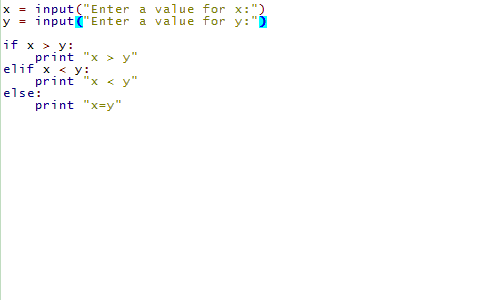 x = input("Enter a value for x:")
y = input("Enter a value for y:")
if x > y:
    print "x > y"
elif x < y:
    print "x < y"
else:
    print "x=y"